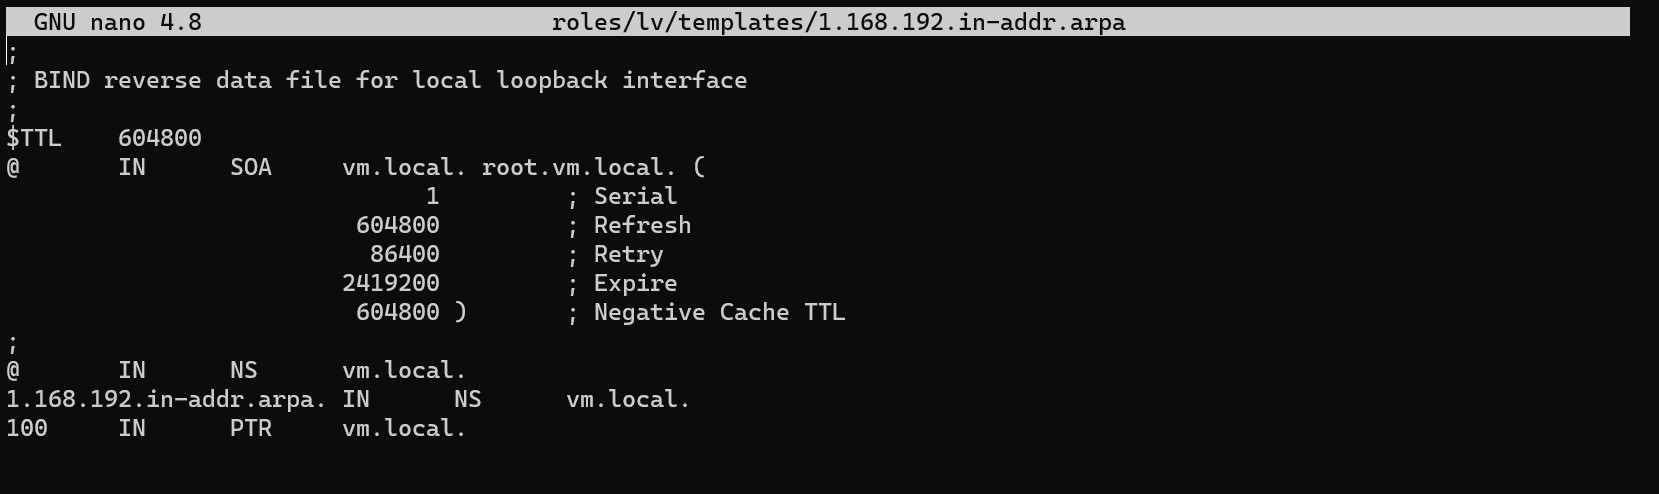 GNU nano 4.8 roles/lv/templates/1.168.192.in-addr.arpa
;
; BIND reverse data file for local loopback interface
;
$TTL 604800
@ IN SOA vm.local. root.vm.local. (
1 ; Serial
604800 ; Refresh
86400 ; Retry
2419200 ; Expire
604800 ) ; Negative Cache TTL
;
@ IN NS vm.local.
1.168.192.in-addr.arpa. IN NS vm.local.
100 IN PTR vm.local.